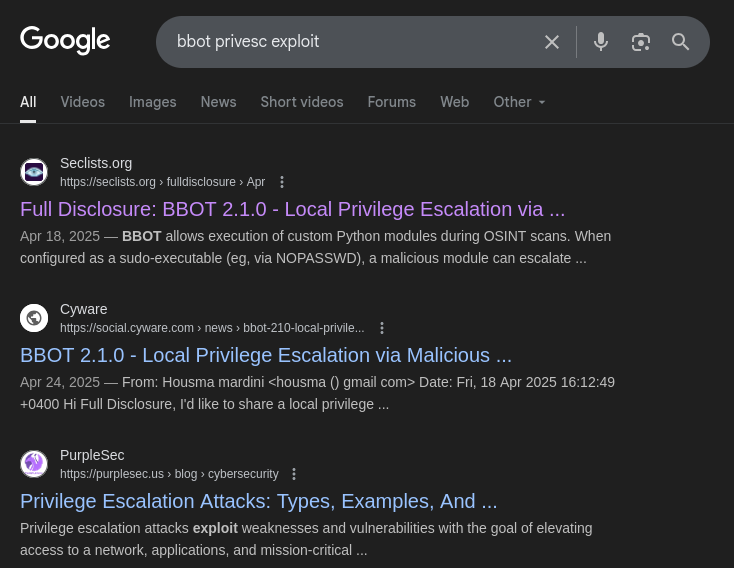 Google
bbot privesc exploit
All Videos Images News Short videos Forums Web Other
Seclists.org
https://seclists.org › fulldisclosure › Apr
Full Disclosure: BBOT 2.1.0 - Local Privilege Escalation via ...
Apr 18, 2025 — BBOT allows execution of custom Python modules during OSINT scans. When
configured as a sudo-executable (eg, via NOPASSWD), a malicious module can escalate ...
Cyware
https://social.cyware.com › news › bbot-210-local-privile...
BBOT 2.1.0 - Local Privilege Escalation via Malicious ...
Apr 24, 2025 — From: Housma mardini <housma () gmail com> Date: Fri, 18 Apr 2025 16:12:49
+0400 Hi Full Disclosure, I'd like to share a local privilege ...
PurpleSec
https://purplesec.us › blog › cybersecurity
Privilege Escalation Attacks: Types, Examples, And ...
Privilege escalation attacks exploit weaknesses and vulnerabilities with the goal of elevating
access to a network, applications, and mission-critical ...